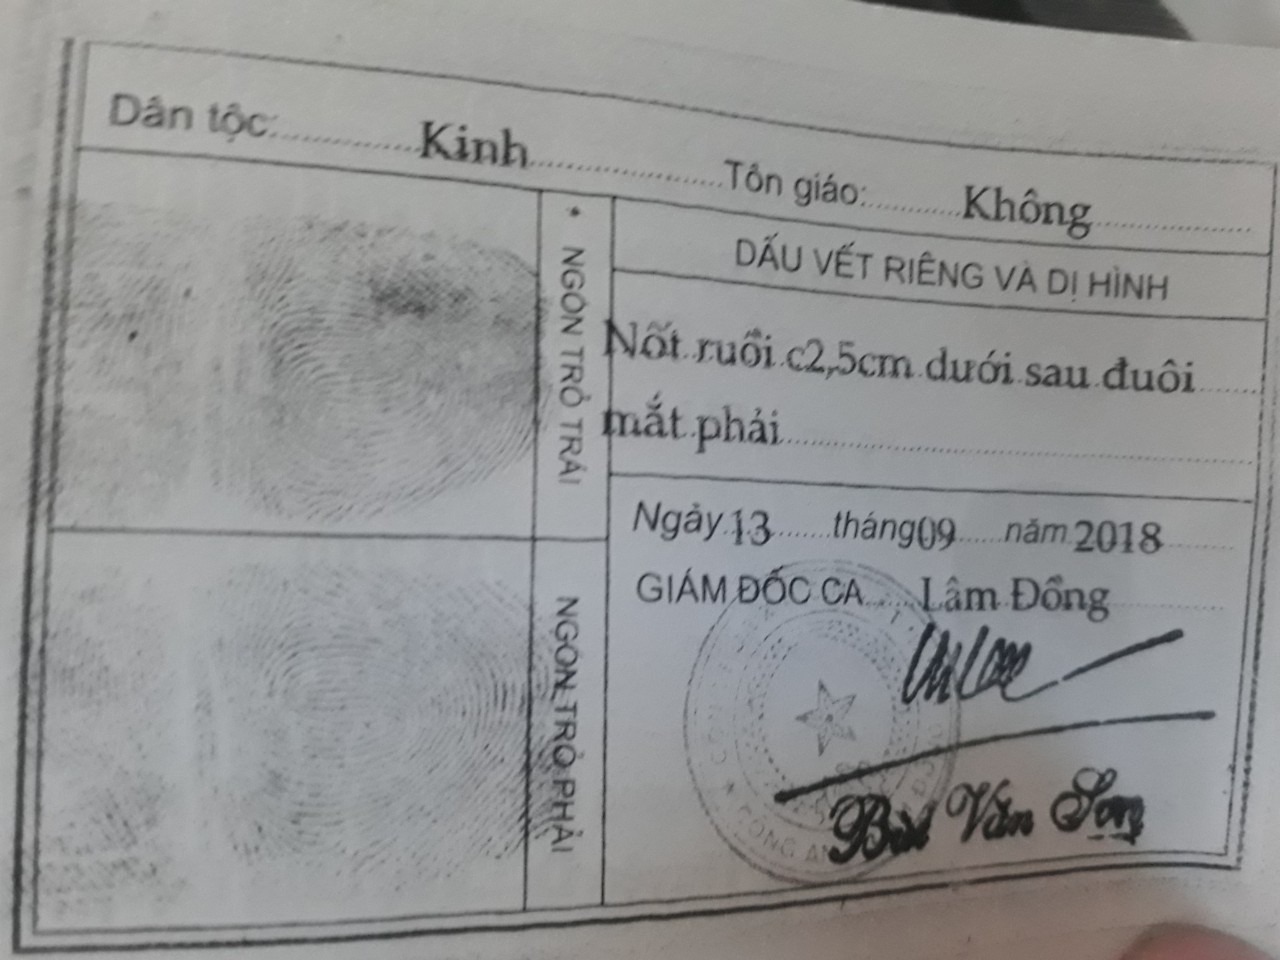 Dân tộc: Kinh Tôn giáo: Không
NGÓN TRỎ TRÁI
DẤU VẾT RIÊNG VÀ DỊ HÌNH
Nốt ruồi c2,5cm dưới sau đuôi
mắt phải
Ngày 13 tháng 09 năm 2018
GIÁM ĐỐC CA Lâm Đồng
NGÓN TRỎ PHẢI
CÔNG AN
Bùi Văn Sơn